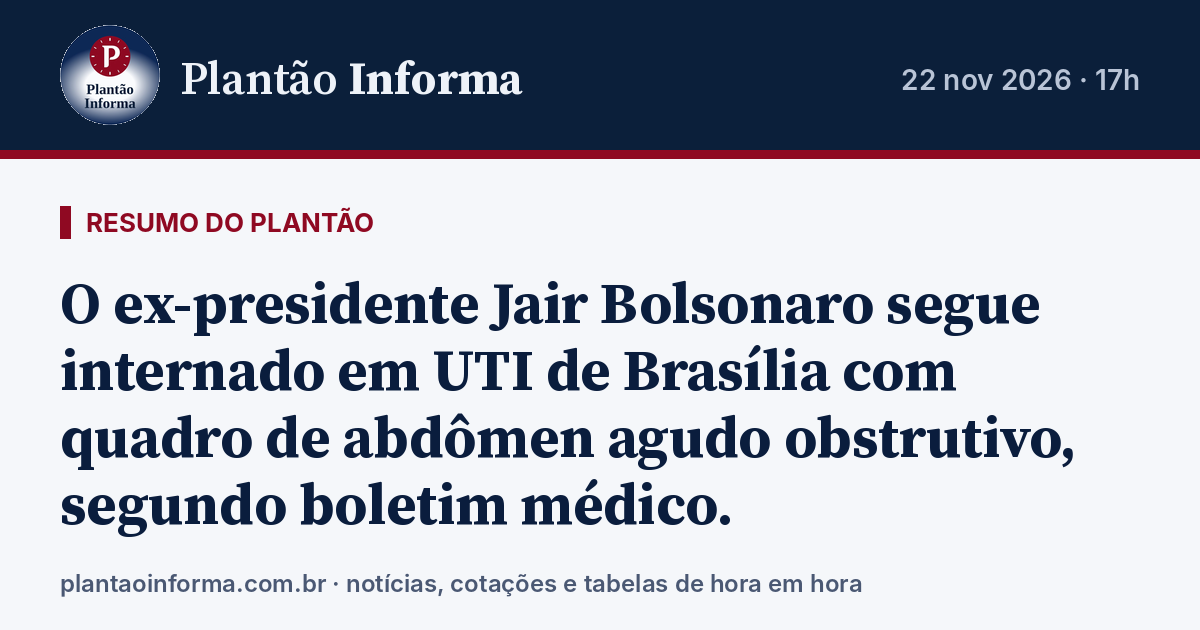 P
Plantão
Informa
Plantão Informa
22 nov 2026 · 17h
RESUMO DO PLANTÃO
O ex-presidente Jair Bolsonaro segue
internado em UTI de Brasília com
quadro de abdômen agudo obstrutivo,
segundo boletim médico.
plantaoinforma.com.br · notícias, cotações e tabelas de hora em hora